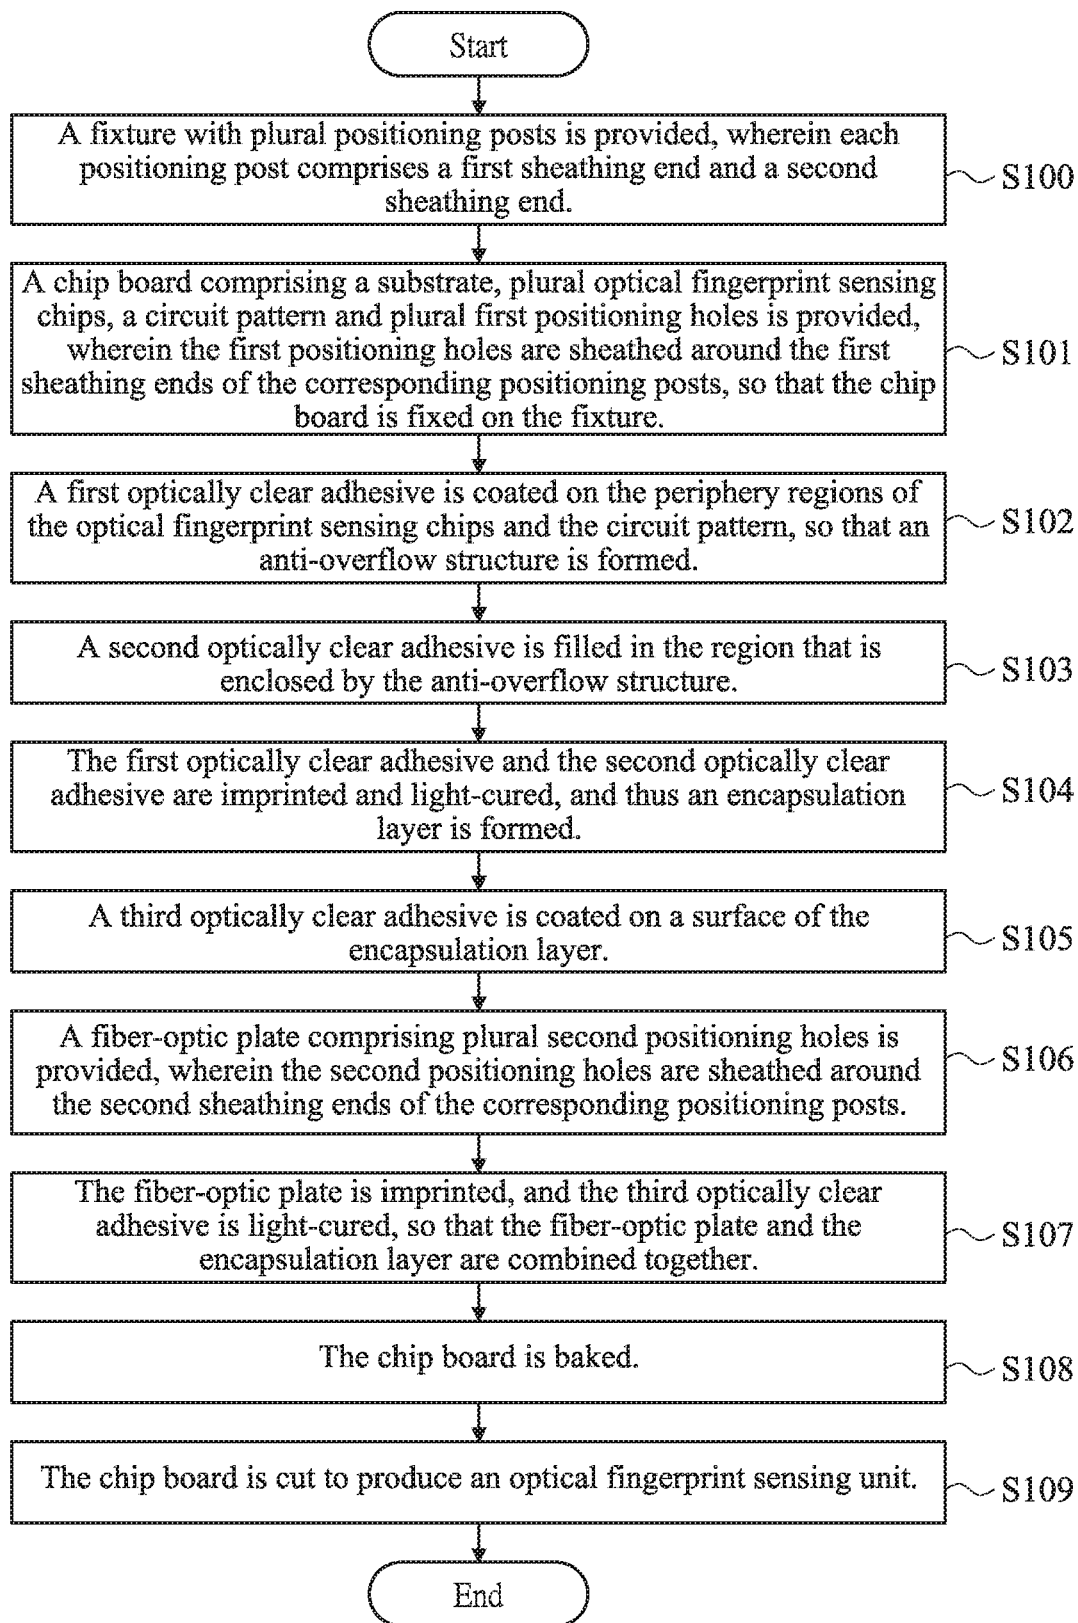 Start
A fixture with plural positioning posts is provided, wherein each
positioning post comprises a first sheathing end and a second
sheathing end.
S100
A chip board comprising a substrate, plural optical fingerprint sensing
chips, a circuit pattern and plural first positioning holes is provided,
wherein the first positioning holes are sheathed around the first
sheathing ends of the corresponding positioning posts, so that the chip
board is fixed on the fixture.
S101
A first optically clear adhesive is coated on the periphery regions of
the optical fingerprint sensing chips and the circuit pattern, so that an
anti-overflow structure is formed.
S102
A second optically clear adhesive is filled in the region that is
enclosed by the anti-overflow structure.
S103
The first optically clear adhesive and the second optically clear
adhesive are imprinted and light-cured, and thus an encapsulation
layer is formed.
S104
A third optically clear adhesive is coated on a surface of the
encapsulation layer.
S105
A fiber-optic plate comprising plural second positioning holes is
provided, wherein the second positioning holes are sheathed around
the second sheathing ends of the corresponding positioning posts.
S106
The fiber-optic plate is imprinted, and the third optically clear
adhesive is light-cured, so that the fiber-optic plate and the
encapsulation layer are combined together.
S107
The chip board is baked.
S108
The chip board is cut to produce an optical fingerprint sensing unit.
S109
End